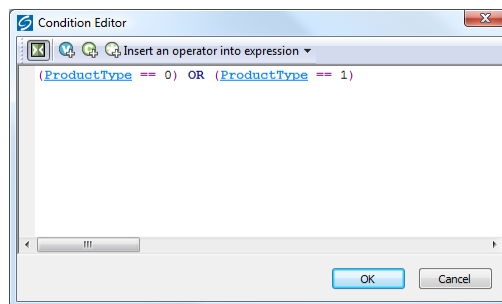 Condition Editor
Insert an operator into expression
(ProductType == 0) OR (ProductType == 1)
OK Cancel